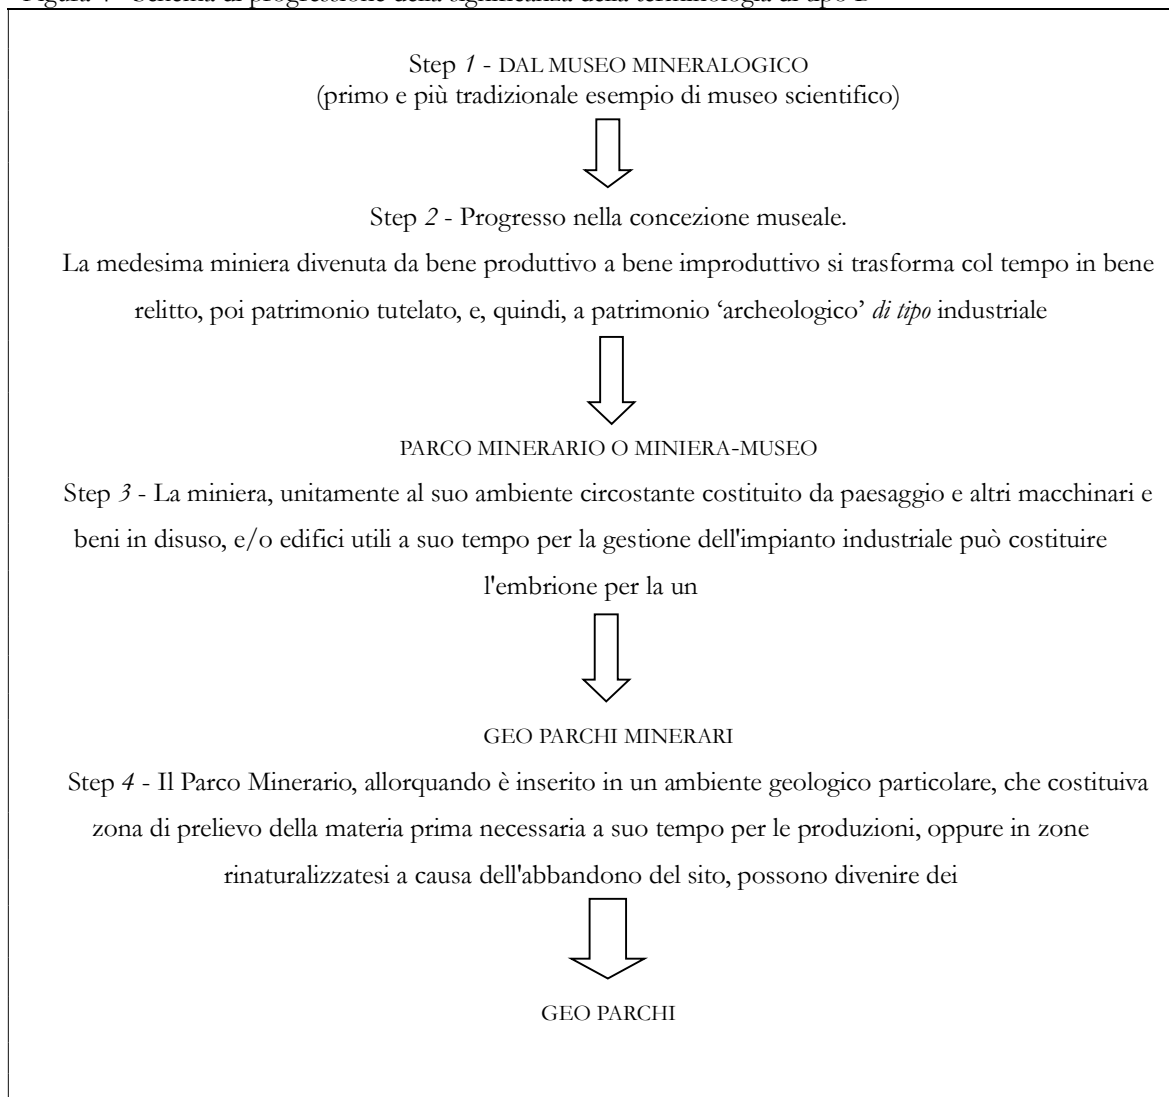 Step 1 - DAL MUSEO MINERALOGICO
(primo e più tradizionale esempio di museo scientifico)
Step 2 - Progresso nella concezione museale.
La medesima miniera divenuta da bene produttivo a bene improduttivo si trasforma col tempo in bene
relitto, poi patrimonio tutelato, e, quindi, a patrimonio ‘archeologico’ di tipo industriale
PARCO MINERARIO O MINIERA-MUSEO
Step 3 - La miniera, unitamente al suo ambiente circostante costituito da paesaggio e altri macchinari e
beni in disuso, e/o edifici utili a suo tempo per la gestione dell'impianto industriale può costituire
l'embrione per la un
GEO PARCHI MINERARI
Step 4 - Il Parco Minerario, allorquando è inserito in un ambiente geologico particolare, che costituiva
zona di prelievo della materia prima necessaria a suo tempo per le produzioni, oppure in zone
rinaturalizzatesi a causa dell'abbandono del sito, possono divenire dei
GEO PARCHI